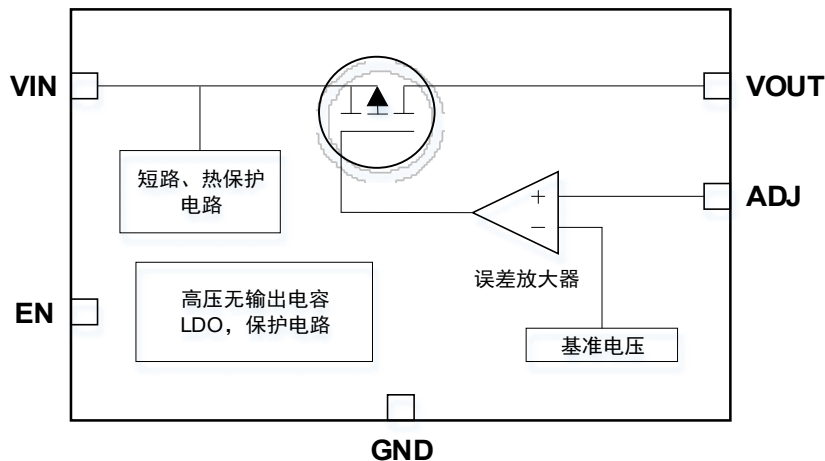 VIN
VOUT
短路、热保护
电路
+
ADJ
−
误差放大器
EN
高压无输出电容
LDO，保护电路
基准电压
GND